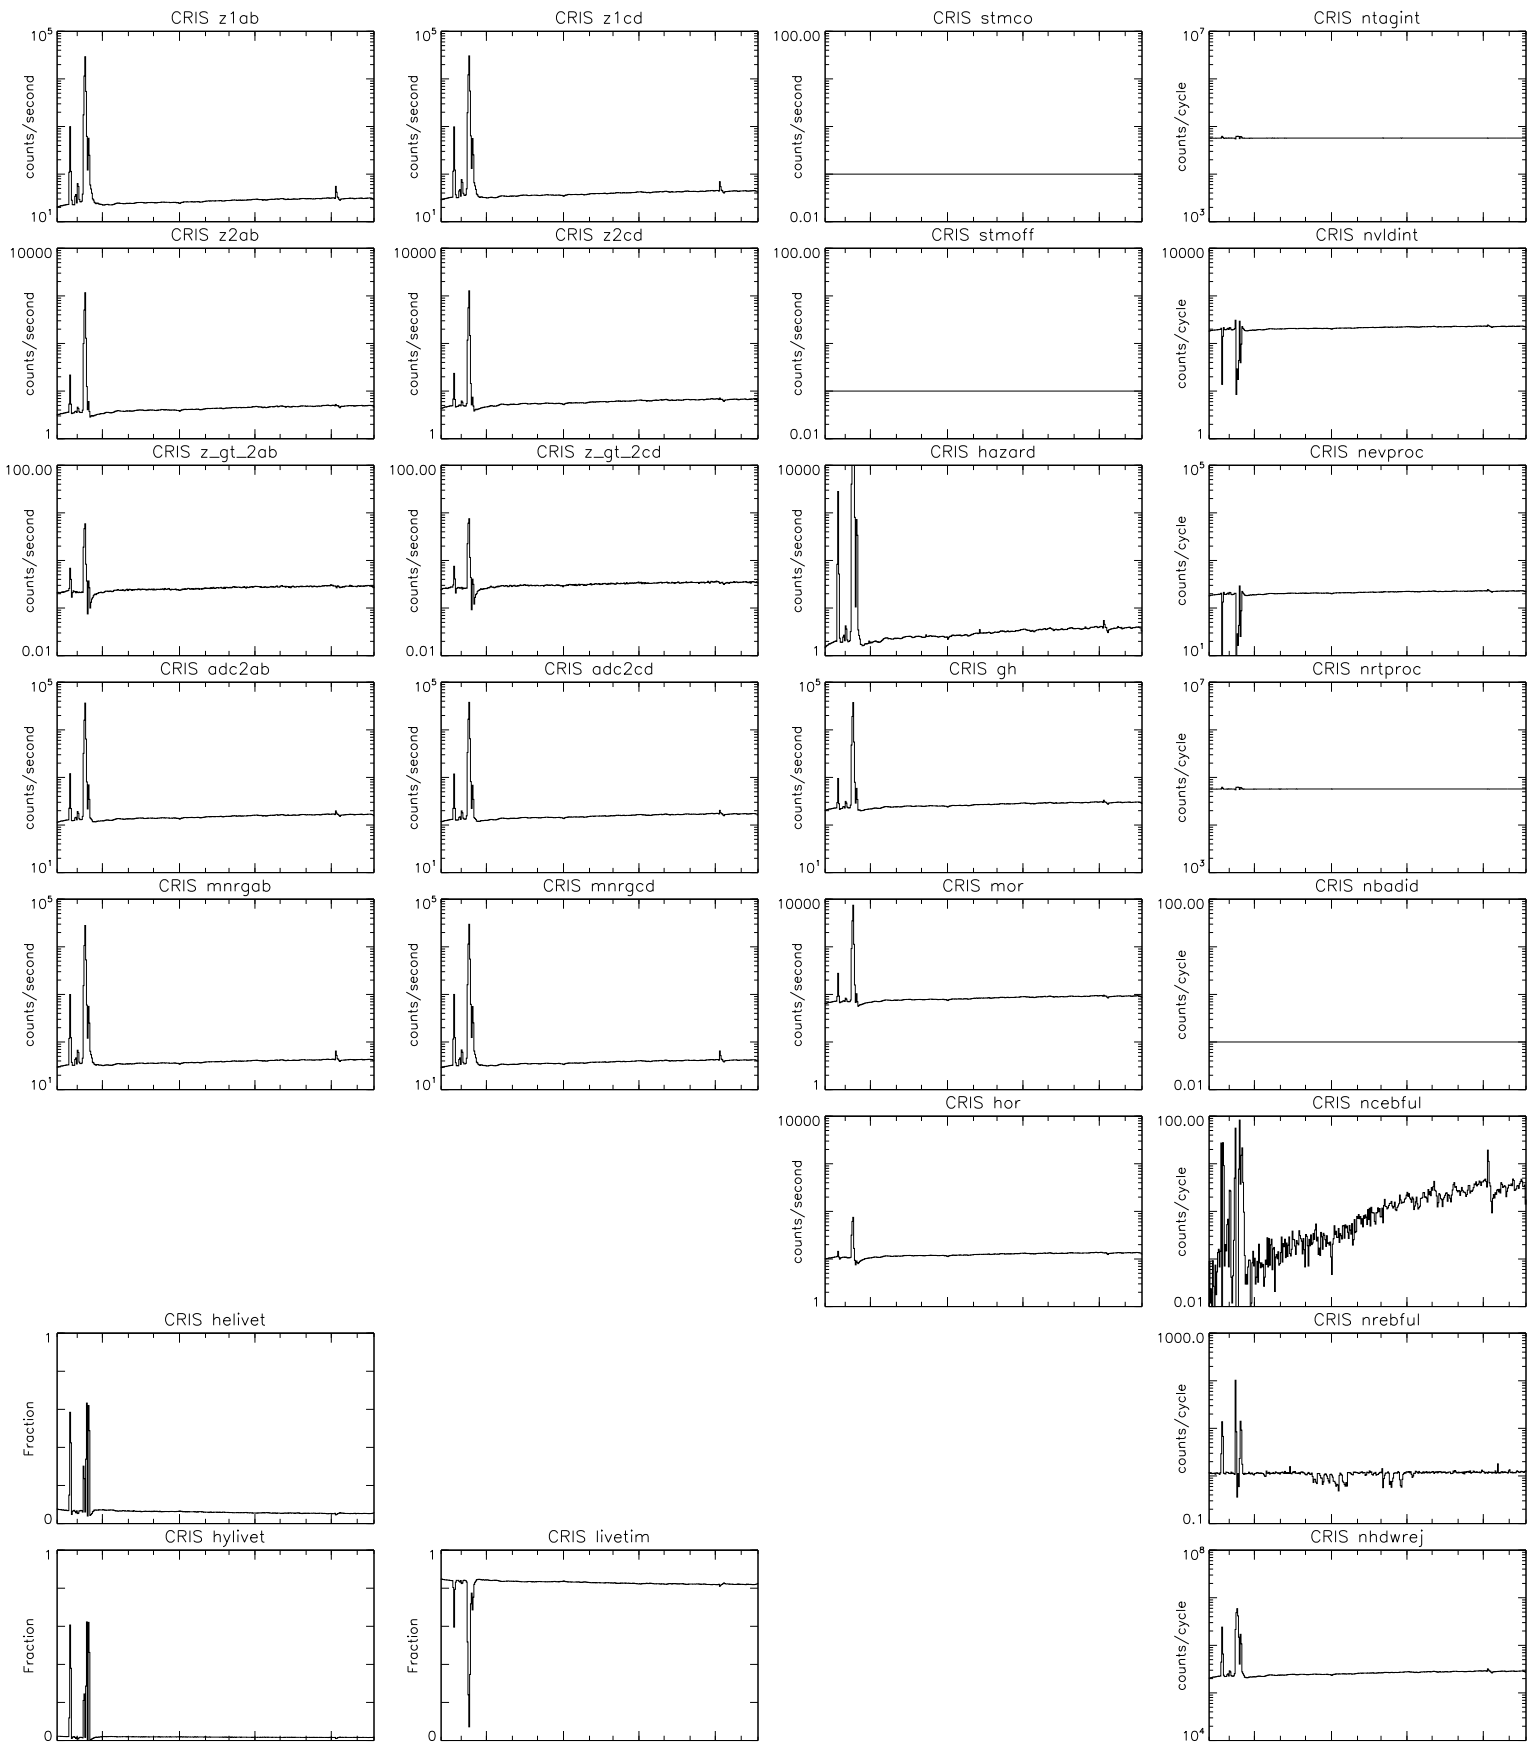 CRIS z1ab
CRIS z1cd
CRIS stmco
CRIS ntagint
10^5
counts/second
10^1
10^5
counts/second
10^1
100.00
counts/second
0.01
10^7
counts/cycle
10^3
CRIS z2ab
CRIS z2cd
CRIS stmoff
CRIS nvldint
10000
counts/second
1
10000
counts/second
1
100.00
counts/second
0.01
10000
counts/cycle
1
CRIS z_gt_2ab
CRIS z_gt_2cd
CRIS hazard
CRIS nevproc
100.00
counts/second
0.01
100.00
counts/second
0.01
10000
counts/second
1
10^5
counts/cycle
10^1
CRIS adc2ab
CRIS adc2cd
CRIS gh
CRIS nrtproc
10^5
counts/second
10^1
10^5
counts/second
10^1
10^5
counts/second
10^1
10^7
counts/cycle
10^3
CRIS mnrgab
CRIS mnrgcd
CRIS mor
CRIS nbadid
10^5
counts/second
10^1
10^5
counts/second
10^1
10000
counts/second
1
100.00
counts/cycle
0.01
CRIS hor
CRIS ncebful
10000
counts/second
1
100.00
counts/cycle
0.01
CRIS helivet
CRIS nrebful
1
Fraction
0
1000.0
counts/cycle
0.1
CRIS hylivet
CRIS livetim
CRIS nhdwrej
1
Fraction
0
1
Fraction
0
10^8
counts/cycle
10^4